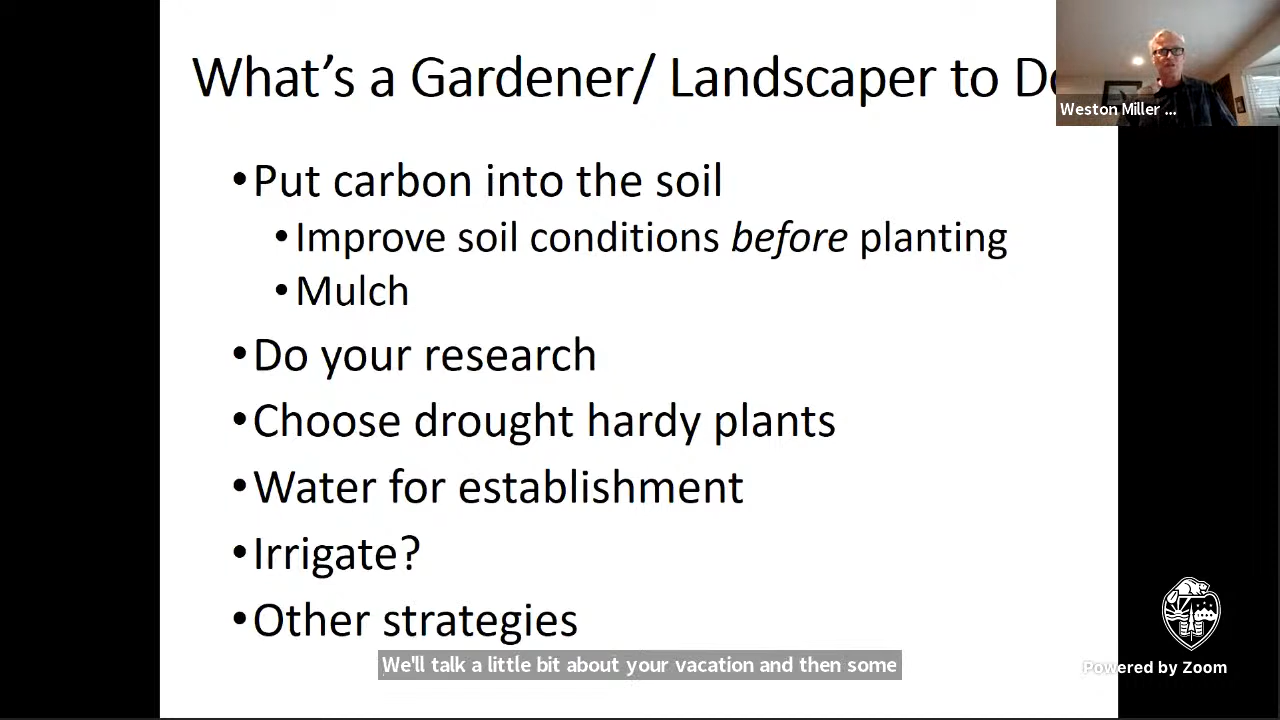 What's a Gardener/ Landscaper to Do
Weston Miller ...
•Put carbon into the soil
•Improve soil conditions before planting
•Mulch
•Do your research
•Choose drought hardy plants
•Water for establishment
•Irrigate?
•Other strategies
We'll talk a little bit about your vacation and then some
Powered by Zoom